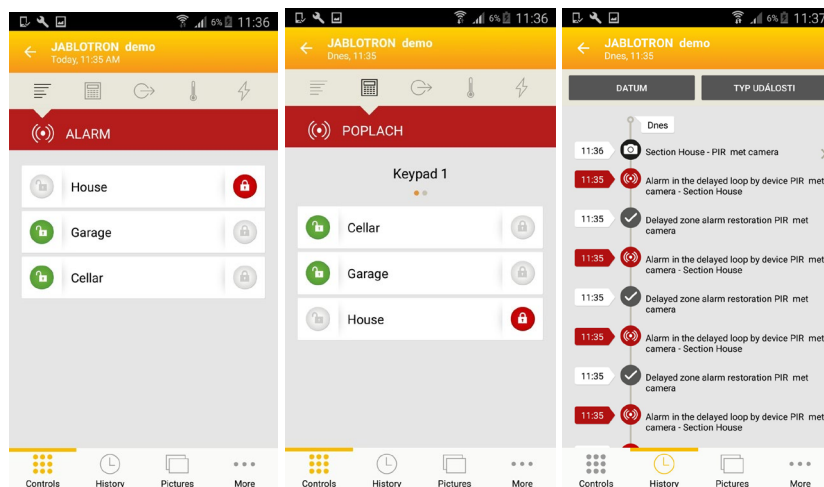 6% 11:36
JABLOTRON demo
Today, 11:35 AM
ALARM
House
Garage
Cellar
Controls History Pictures More
6% 11:36
JABLOTRON demo
Dnes, 11:35
POPLACH
Keypad 1
Cellar
Garage
House
Controls History Pictures More
6% 11:37
JABLOTRON demo
Dnes, 11:35
DATUM TYP UDÁLOSTI
Dnes
11:36 Section House - PIR met camera
11:35 Alarm in the delayed loop by device PIR met
camera - Section House
11:35 Delayed zone alarm restoration PIR met
camera
11:35 Alarm in the delayed loop by device PIR met
camera - Section House
11:35 Delayed zone alarm restoration PIR met
camera
11:35 Alarm in the delayed loop by device PIR met
camera - Section House
11:35 Delayed zone alarm restoration PIR met
camera
11:35 Alarm in the delayed loop by device PIR met
camera - Section House
Controls History Pictures More